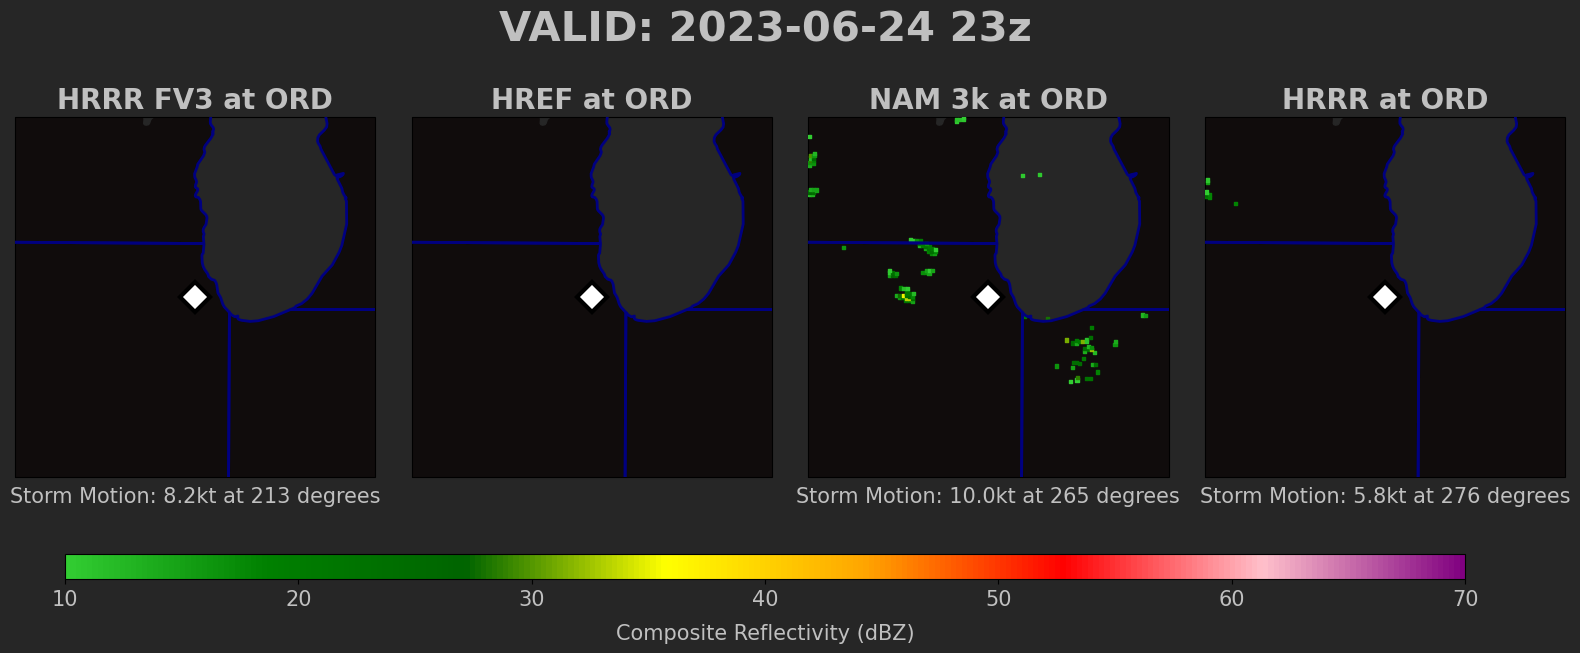 VALID: 2023-06-24 23z
HRRR FV3 at ORD
HREF at ORD
NAM 3k at ORD
HRRR at ORD
Storm Motion: 8.2kt at 213 degrees
Storm Motion: 10.0kt at 265 degrees
Storm Motion: 5.8kt at 276 degrees
10 20 30 40 50 60 70
Composite Reflectivity (dBZ)